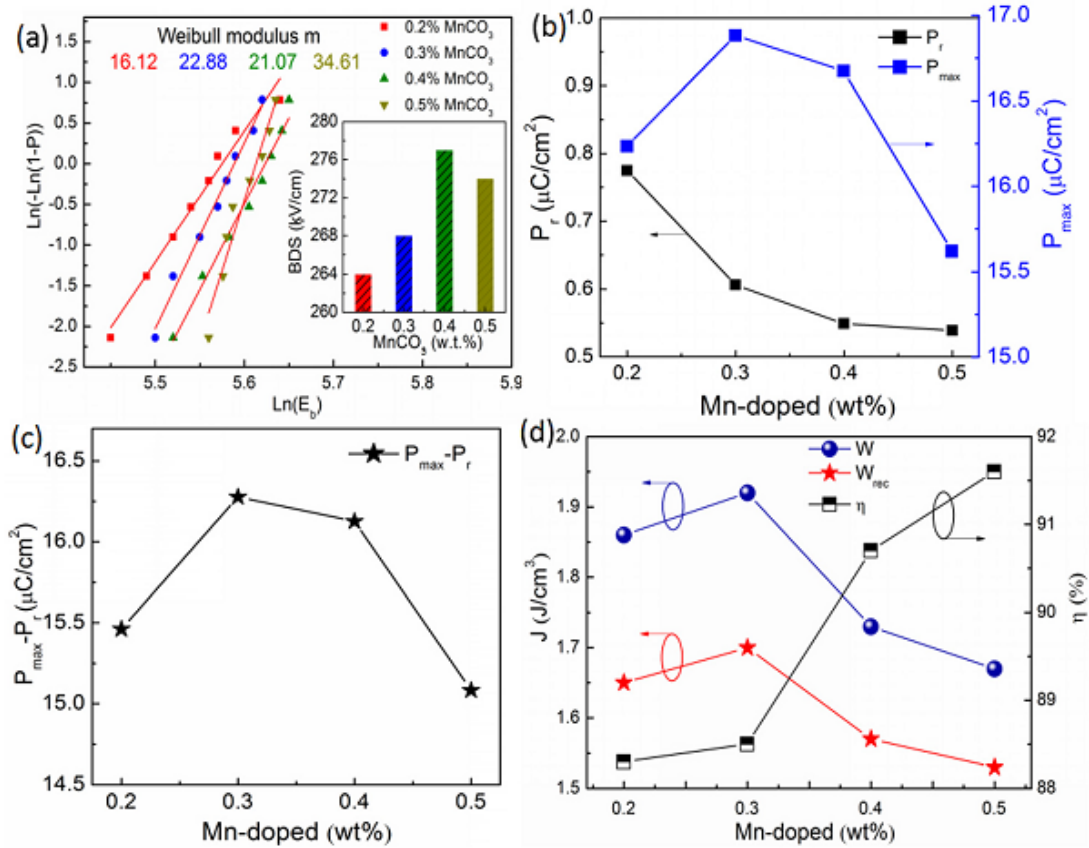 (a)
Weibull modulus m
16.12 22.88 21.07 34.61
0.2% MnCO3
0.3% MnCO3
0.4% MnCO3
0.5% MnCO3
Ln(-Ln(1-P))
1.5
1.0
0.5
0.0
-0.5
-1.0
-1.5
-2.0
-2.5
5.5 5.6 5.7 5.8 5.9
Ln(Eb)
BDS (kV/cm)
280
276
272
268
264
260
0.2 0.3 0.4 0.5
MnCO3 (w.t.%)
(b)
Pr
Pmax
Pr (μC/cm2)
1.0
0.9
0.8
0.7
0.6
0.5
Pmax (μC/cm2)
17.0
16.5
16.0
15.5
15.0
0.2 0.3 0.4 0.5
Mn-doped (wt%)
(c)
Pmax-Pr
Pmax-Pr (μC/cm2)
16.5
16.0
15.5
15.0
14.5
0.2 0.3 0.4 0.5
Mn-doped (wt%)
(d)
W
Wrec
η
J (J/cm3)
2.0
1.9
1.8
1.7
1.6
1.5
η (%)
92
91
90
89
88
0.2 0.3 0.4 0.5
Mn-doped (wt%)